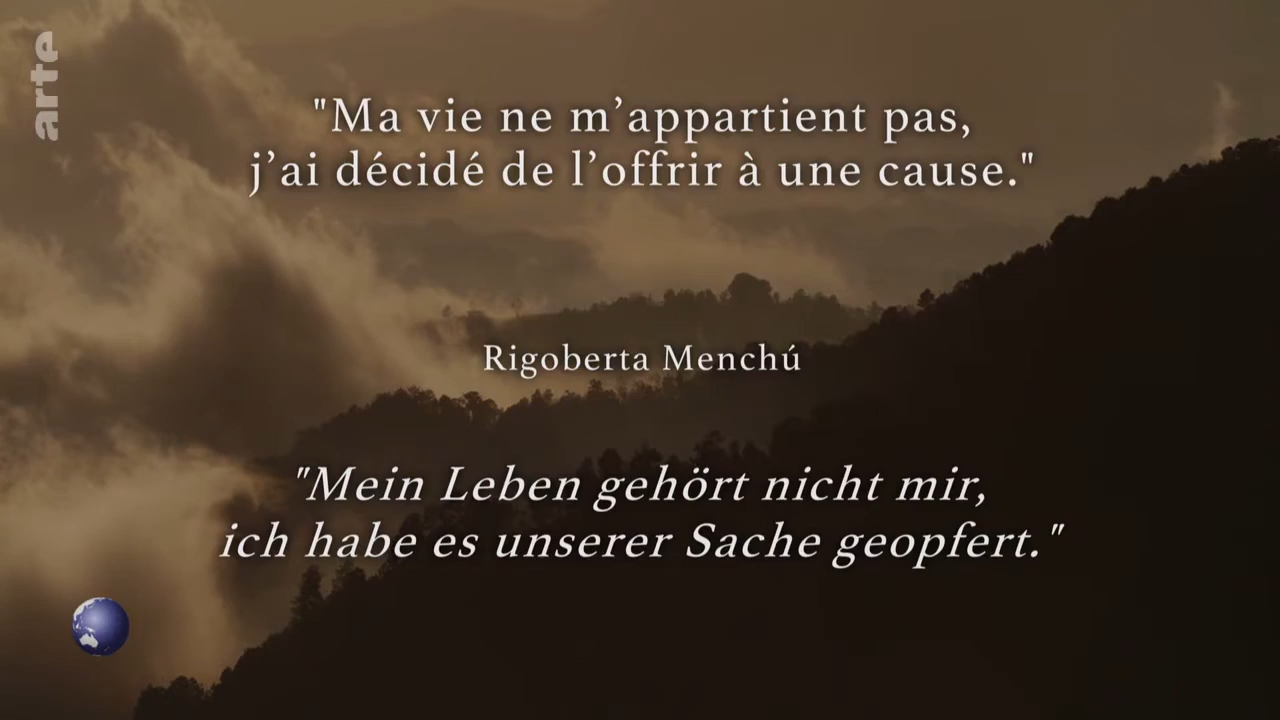 arte
"Ma vie ne m’appartient pas,
j’ai décidé de l’offrir à une cause."
Rigoberta Menchú
"Mein Leben gehört nicht mir,
ich habe es unserer Sache geopfert."